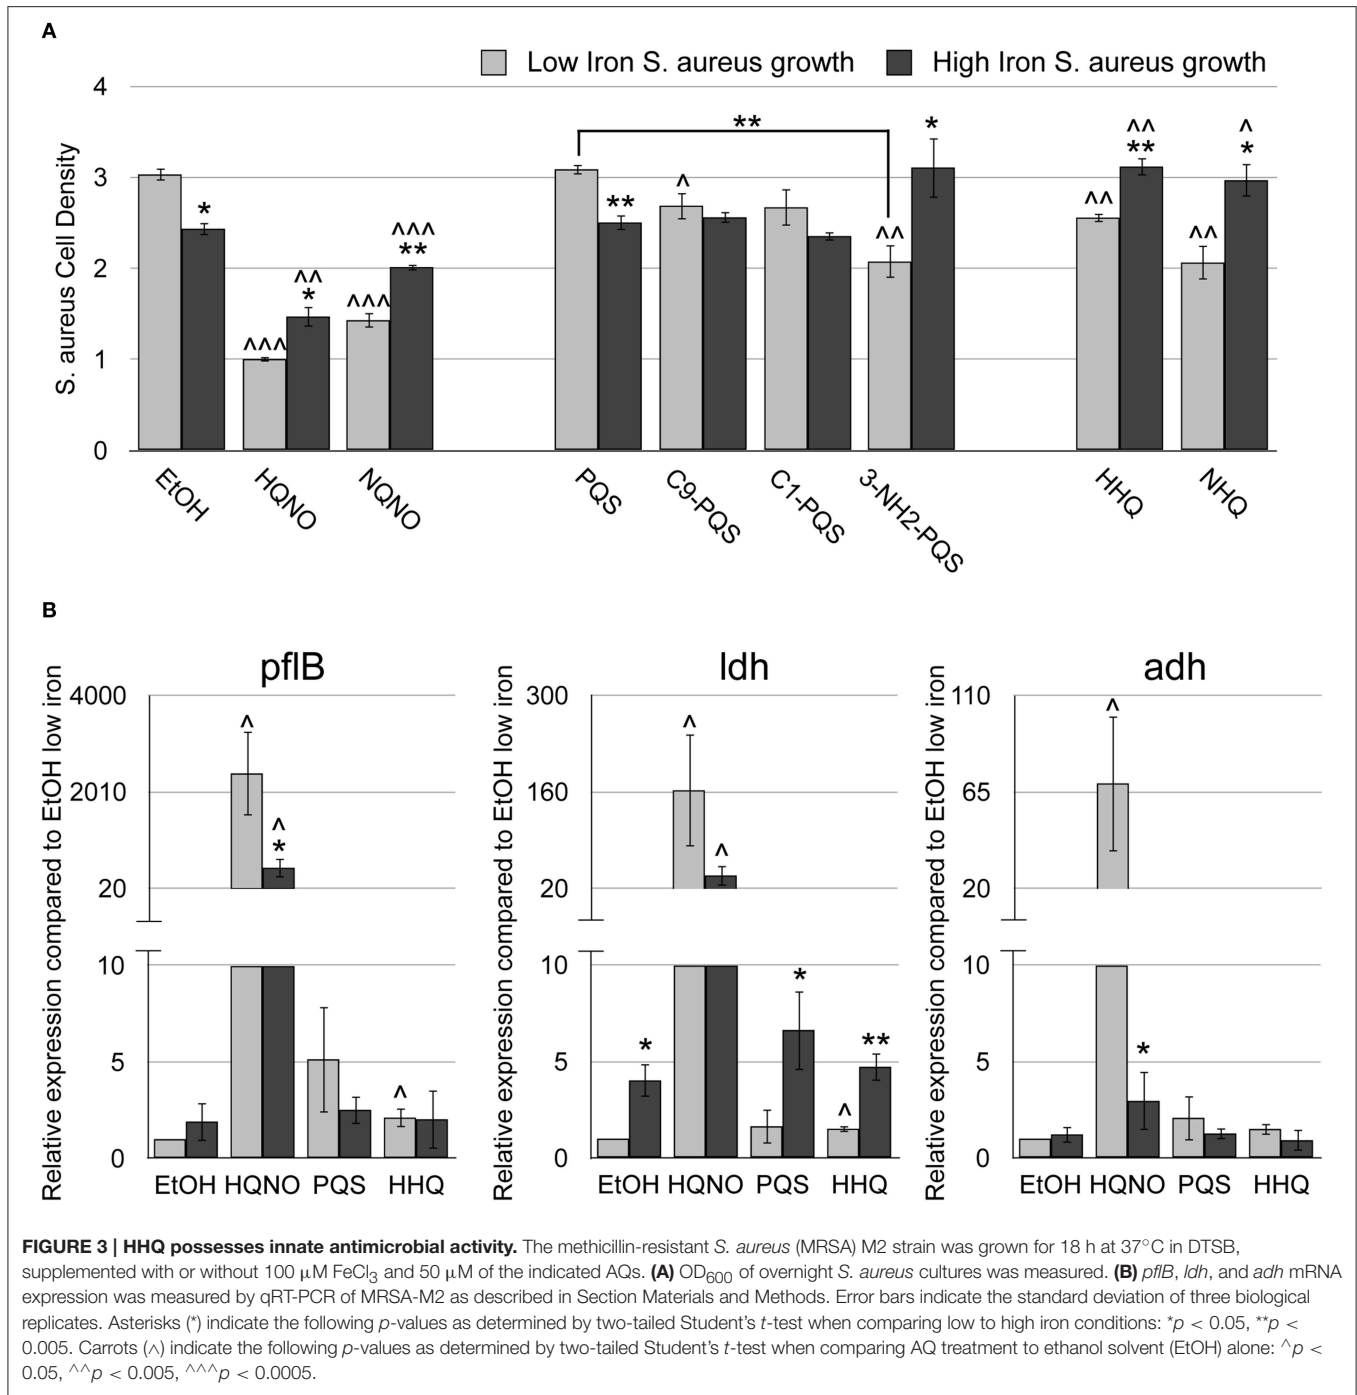 A
Low Iron S. aureus growth
High Iron S. aureus growth
S. aureus Cell Density
4
3
2
1
0
*
^^^
^^
*
^^^
^^^
**
**
**
^
^^
*
^^
^^
**
^^
^
*
EtOH
HQNO
NQNO
PQS
C9-PQS
C1-PQS
3-NH2-PQS
HHQ
NHQ
B
pflB
Relative expression compared to EtOH low iron
4000
2010
20
10
5
0
^
^
*
^
EtOH HQNO PQS HHQ
ldh
Relative expression compared to EtOH low iron
300
160
20
10
5
0
^
^
*
*
^
**
EtOH HQNO PQS HHQ
adh
Relative expression compared to EtOH low iron
110
65
20
10
5
0
^
*
EtOH HQNO PQS HHQ
FIGURE 3 | HHQ possesses innate antimicrobial activity. The methicillin-resistant S. aureus (MRSA) M2 strain was grown for 18 h at 37°C in DTSB,
supplemented with or without 100 μM FeCl₃ and 50 μM of the indicated AQs. (A) OD₆₀₀ of overnight S. aureus cultures was measured. (B) pflB, ldh, and adh mRNA
expression was measured by qRT-PCR of MRSA-M2 as described in Section Materials and Methods. Error bars indicate the standard deviation of three biological
replicates. Asterisks (*) indicate the following p-values as determined by two-tailed Student's t-test when comparing low to high iron conditions: *p < 0.05, **p <
0.005. Carrots (^) indicate the following p-values as determined by two-tailed Student's t-test when comparing AQ treatment to ethanol solvent (EtOH) alone: ^p <
0.05, ^^p < 0.005, ^^^p < 0.0005.